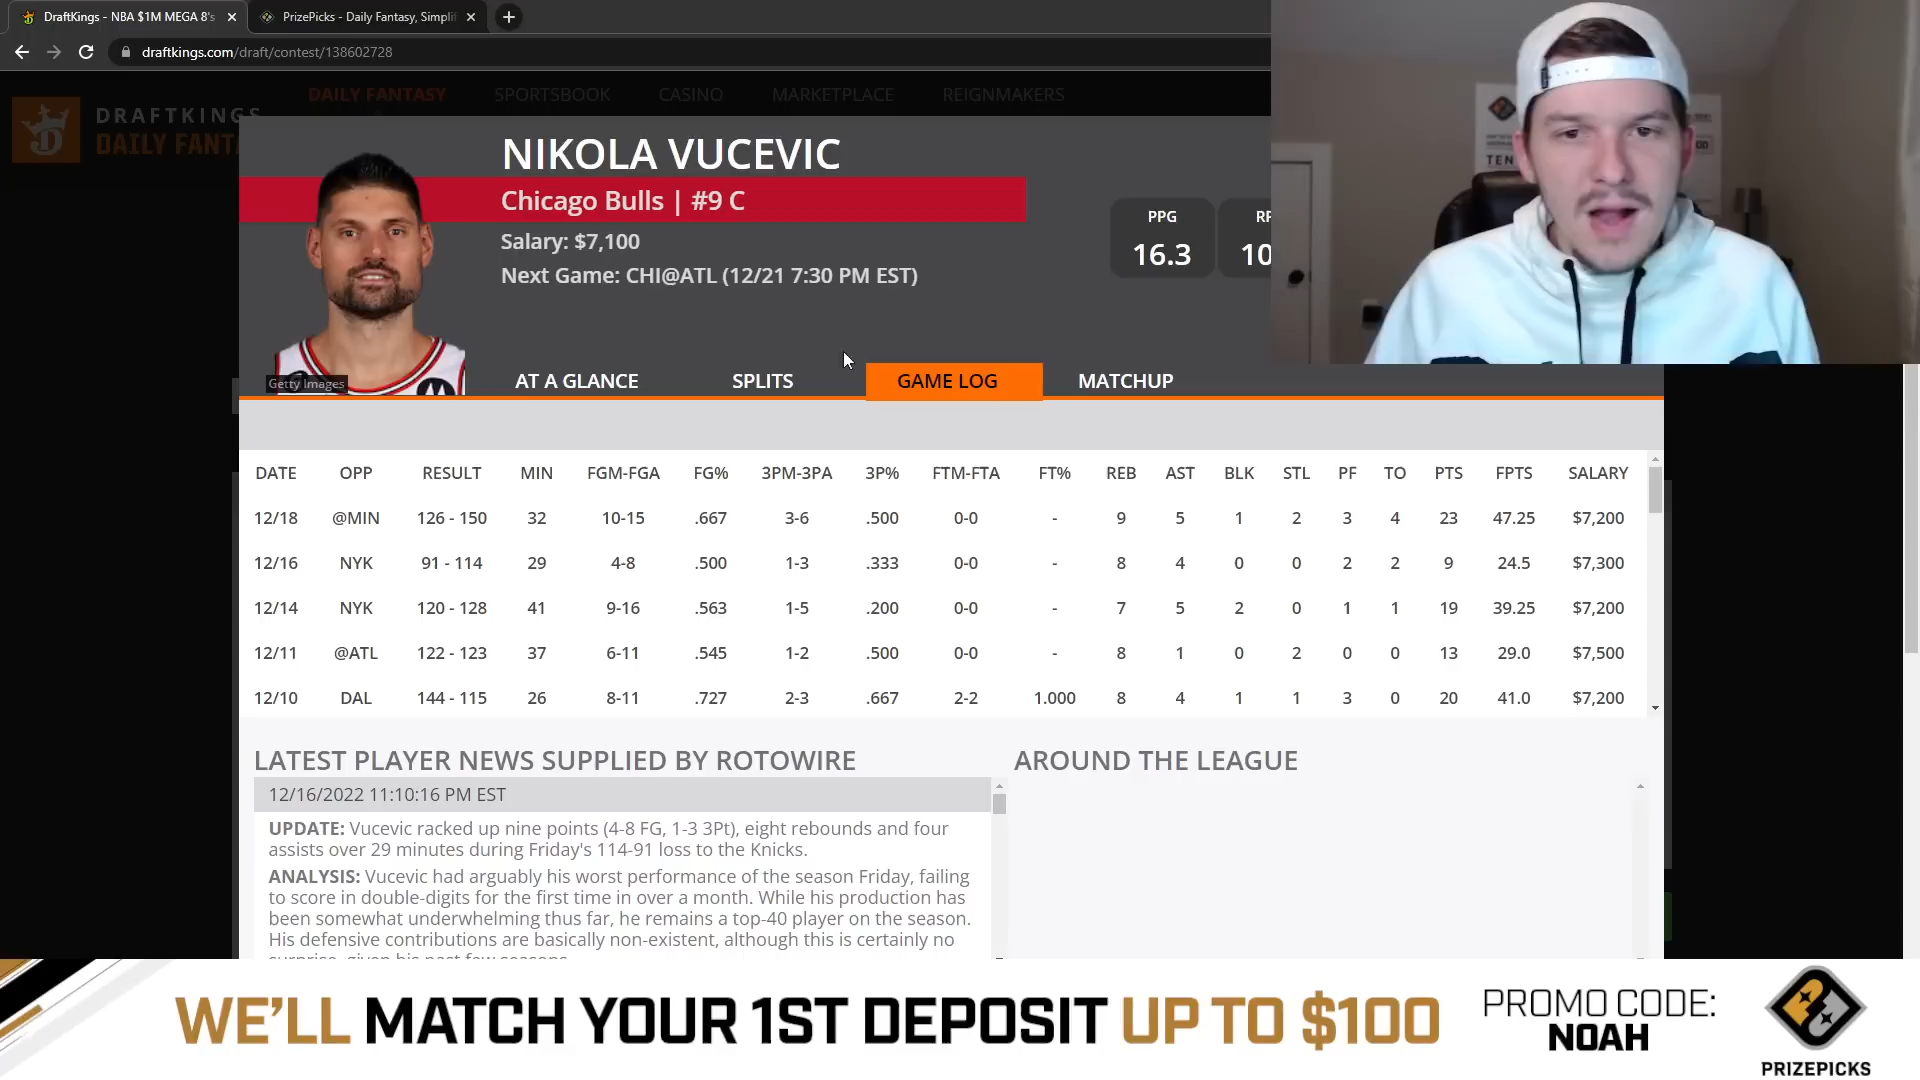 DraftKings - NBA $1M MEGA 8's
PrizePicks - Daily Fantasy, Simplif
draftkings.com/draft/contest/138602728
DRAFTKINGS
DAILY FANTA
DAILY FANTASY SPORTSBOOK CASINO MARKETPLACE REIGNMAKERS
NIKOLA VUCEVIC
Chicago Bulls | #9 C
Salary: $7,100
Next Game: CHI@ATL (12/21 7:30 PM EST)
PPG
16.3
RP
10
TEN
Getty Images
AT A GLANCE SPLITS GAME LOG MATCHUP
DATE OPP RESULT MIN FGM-FGA FG% 3PM-3PA 3P% FTM-FTA FT% REB AST BLK STL PF TO PTS FPTS SALARY
12/18 @MIN 126 - 150 32 10-15 .667 3-6 .500 0-0 - 9 5 1 2 3 4 23 47.25 $7,200
12/16 NYK 91 - 114 29 4-8 .500 1-3 .333 0-0 - 8 4 0 0 2 2 9 24.5 $7,300
12/14 NYK 120 - 128 41 9-16 .563 1-5 .200 0-0 - 7 5 2 0 1 1 19 39.25 $7,200
12/11 @ATL 122 - 123 37 6-11 .545 1-2 .500 0-0 - 8 1 0 2 0 0 13 29.0 $7,500
12/10 DAL 144 - 115 26 8-11 .727 2-3 .667 2-2 1.000 8 4 1 1 3 0 20 41.0 $7,200
LATEST PLAYER NEWS SUPPLIED BY ROTOWIRE
12/16/2022 11:10:16 PM EST
UPDATE: Vucevic racked up nine points (4-8 FG, 1-3 3Pt), eight rebounds and four
assists over 29 minutes during Friday's 114-91 loss to the Knicks.
ANALYSIS: Vucevic had arguably his worst performance of the season Friday, failing
to score in double-digits for the first time in over a month. While his production has
been somewhat underwhelming thus far, he remains a top-40 player on the season.
His defensive contributions are basically non-existent, although this is certainly no
surprise, given his past few seasons.
AROUND THE LEAGUE
WE'LL MATCH YOUR 1ST DEPOSIT UP TO $100
PROMO CODE:
NOAH
PRIZEPICKS